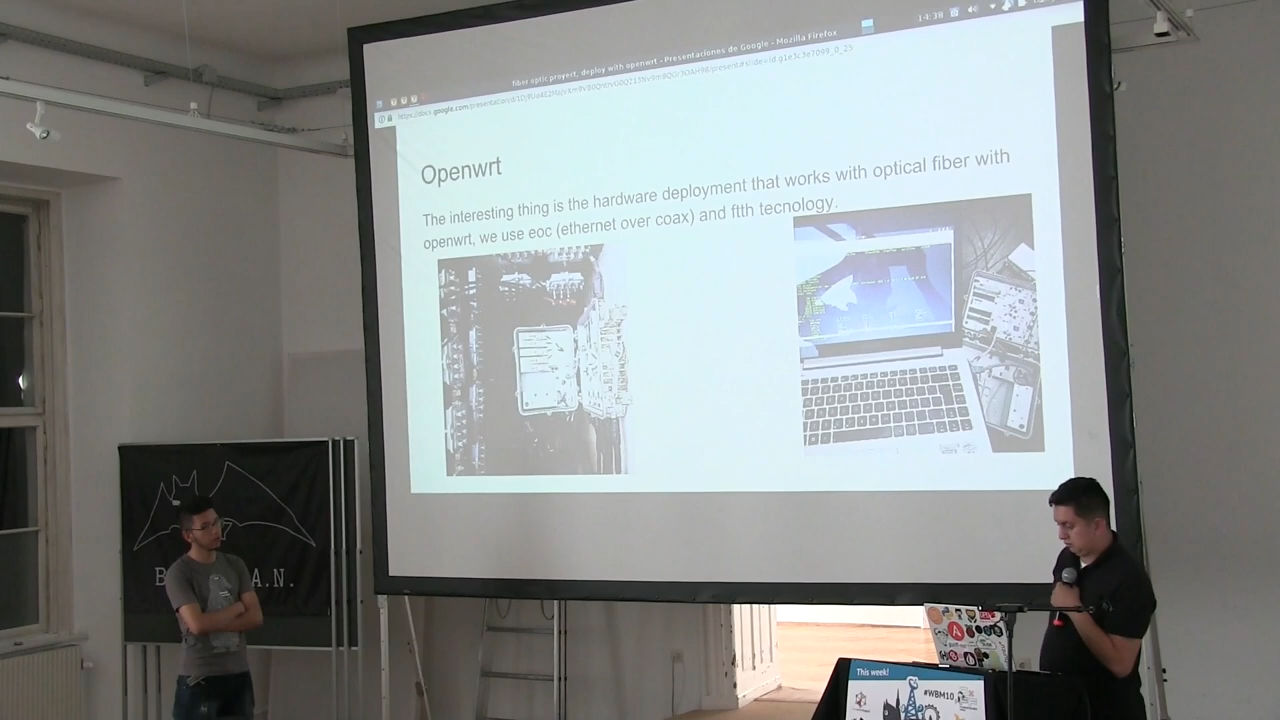 14:38
fiber optic proyect, deploy with openwrt - Presentaciones de Google - Mozilla Firefox
Openwrt
The interesting thing is the hardware deployment that works with optical fiber with
openwrt, we use eoc (ethernet over coax) and ftth tecnology.
B A.N.
This week!
#WBM10